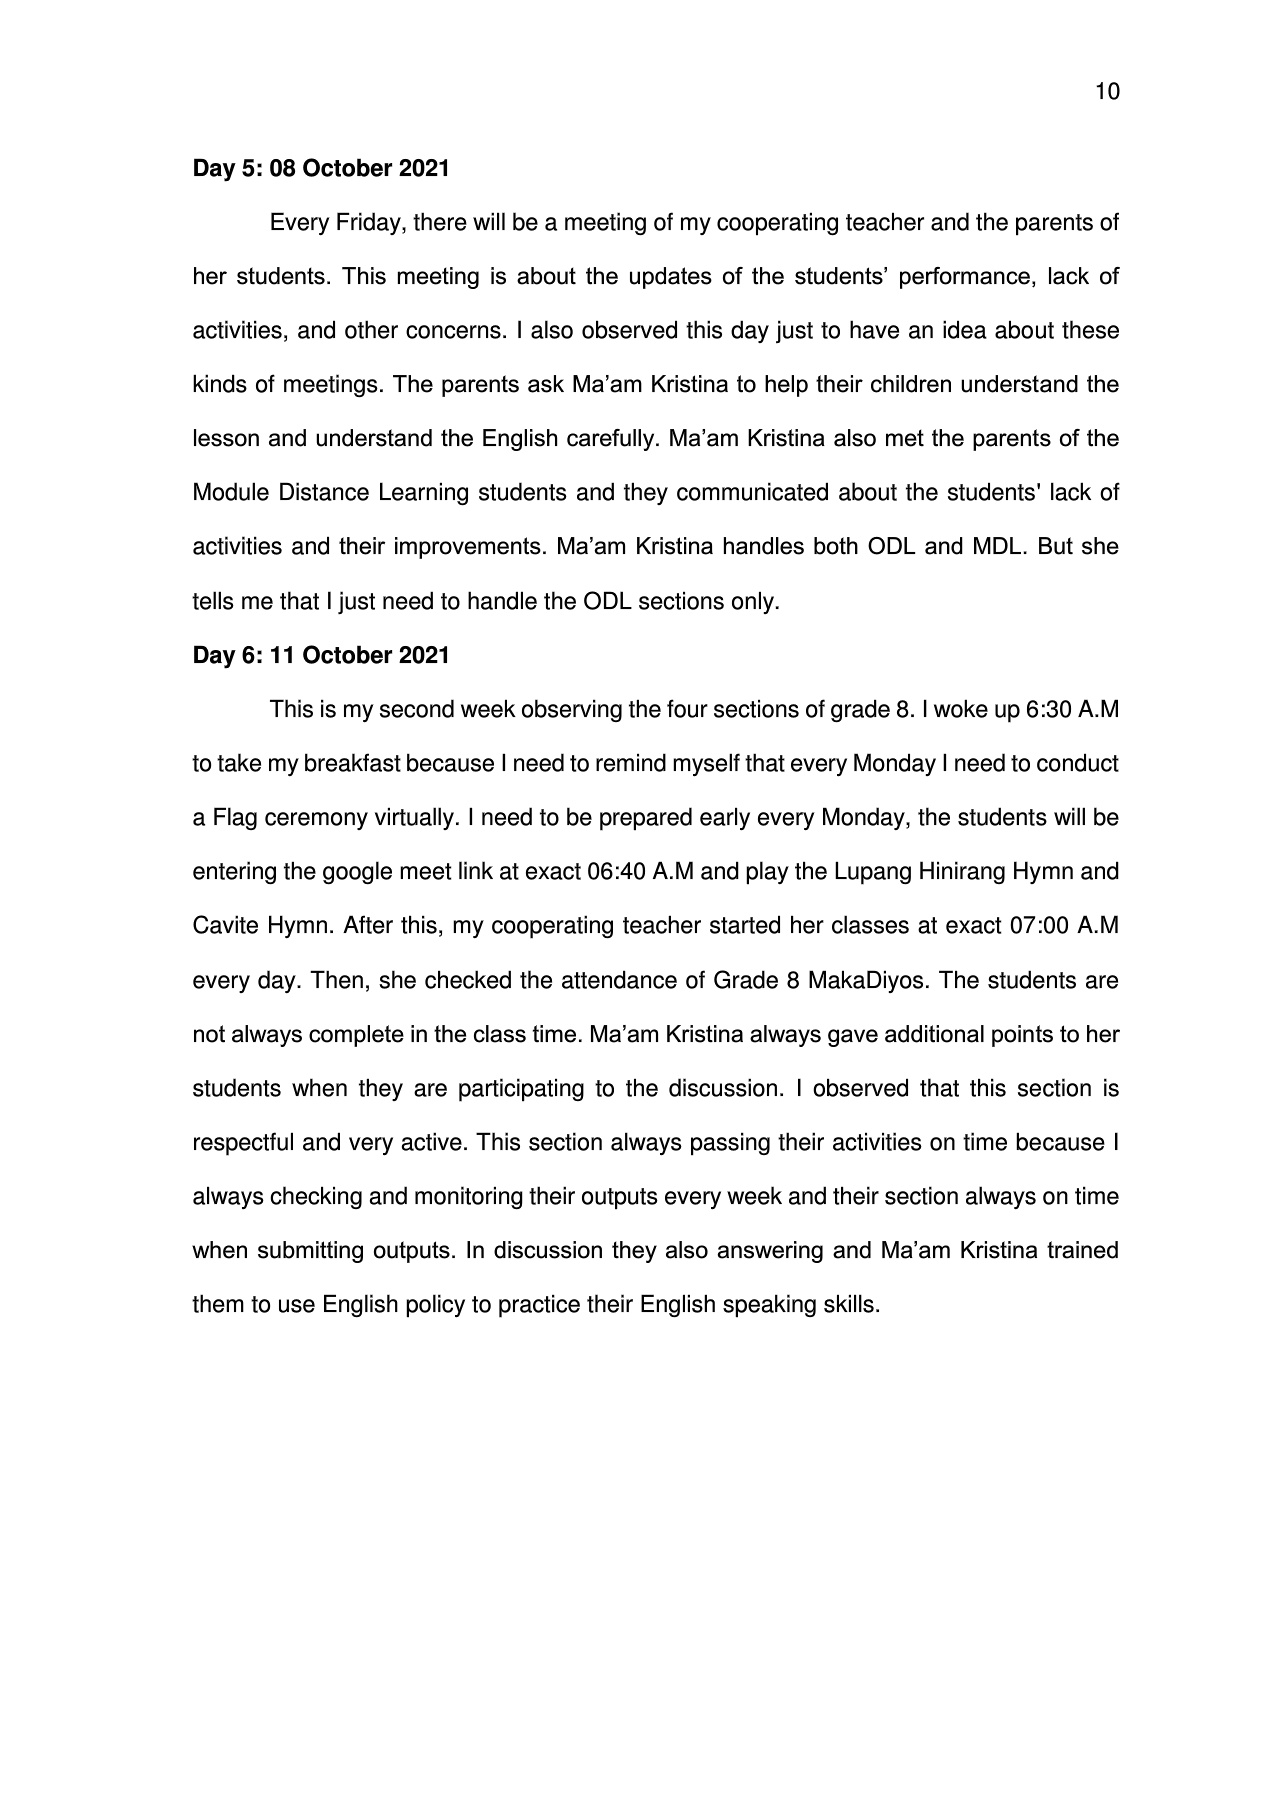 10
Day 5: 08 October 2021
Every Friday, there will be a meeting of my cooperating teacher and the parents of
her students. This meeting is about the updates of the students’ performance, lack of
activities, and other concerns. I also observed this day just to have an idea about these
kinds of meetings. The parents ask Ma’am Kristina to help their children understand the
lesson and understand the English carefully. Ma’am Kristina also met the parents of the
Module Distance Learning students and they communicated about the students' lack of
activities and their improvements. Ma’am Kristina handles both ODL and MDL. But she
tells me that I just need to handle the ODL sections only.
Day 6: 11 October 2021
This is my second week observing the four sections of grade 8. I woke up 6:30 A.M
to take my breakfast because I need to remind myself that every Monday I need to conduct
a Flag ceremony virtually. I need to be prepared early every Monday, the students will be
entering the google meet link at exact 06:40 A.M and play the Lupang Hinirang Hymn and
Cavite Hymn. After this, my cooperating teacher started her classes at exact 07:00 A.M
every day. Then, she checked the attendance of Grade 8 MakaDiyos. The students are
not always complete in the class time. Ma’am Kristina always gave additional points to her
students when they are participating to the discussion. I observed that this section is
respectful and very active. This section always passing their activities on time because I
always checking and monitoring their outputs every week and their section always on time
when submitting outputs. In discussion they also answering and Ma’am Kristina trained
them to use English policy to practice their English speaking skills.